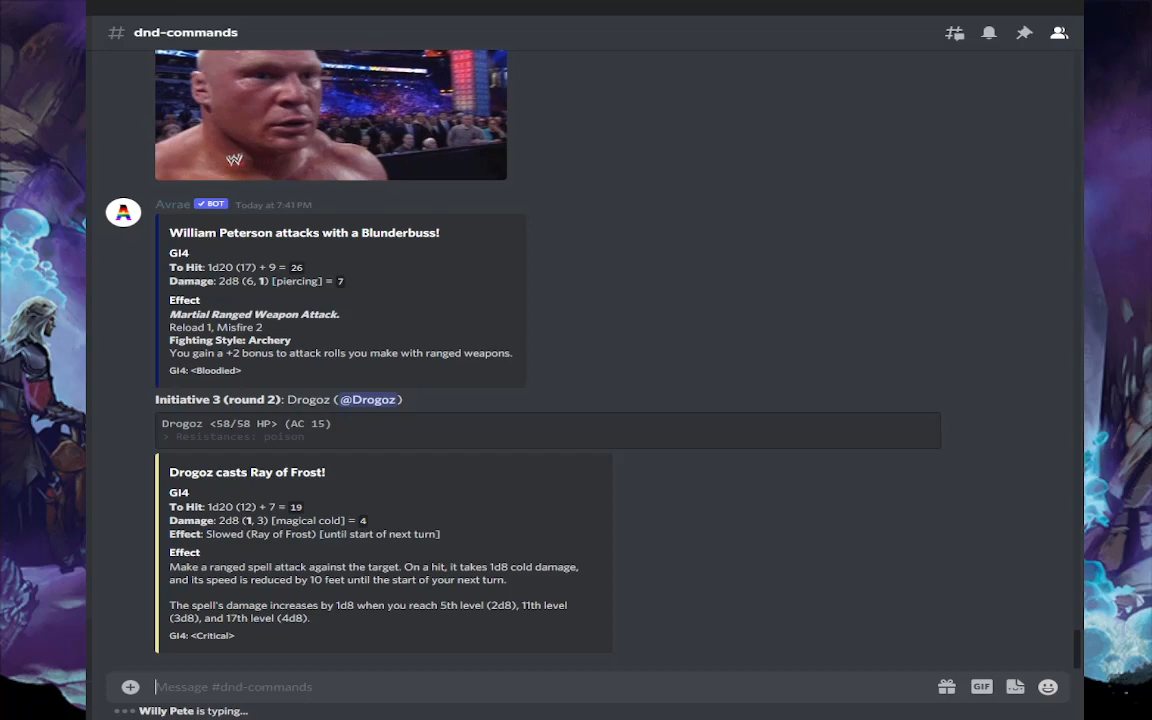 dnd-commands
Avrae BOT Today at 7:41 PM
William Peterson attacks with a Blunderbuss!
GI4
To Hit: 1d20 (17) + 9 = 26
Damage: 2d8 (6, 1) [piercing] = 7
Effect
Martial Ranged Weapon Attack.
Reload 1, Misfire 2
Fighting Style: Archery
You gain a +2 bonus to attack rolls you make with ranged weapons.
GI4: <Bloodied>
Initiative 3 (round 2): Drogoz (@Drogoz)
Drogoz <58/58 HP> (AC 15)
> Resistances: poison
Drogoz casts Ray of Frost!
GI4
To Hit: 1d20 (12) + 7 = 19
Damage: 2d8 (1, 3) [magical cold] = 4
Effect: Slowed (Ray of Frost) [until start of next turn]
Effect
Make a ranged spell attack against the target. On a hit, it takes 1d8 cold damage,
and its speed is reduced by 10 feet until the start of your next turn.
The spell's damage increases by 1d8 when you reach 5th level (2d8), 11th level
(3d8), and 17th level (4d8).
GI4: <Critical>
Message #dnd-commands
GIF
Willy Pete is typing...